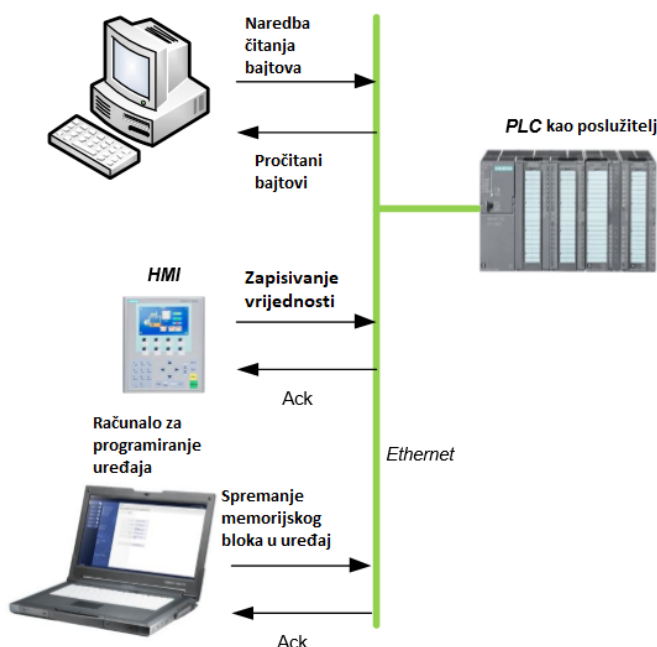 Naredba
čitanja
bajtova
PLC kao poslužitelj
Pročitani
bajtovi
HMI
Zapisivanje
vrijednosti
Ack
Računalo za
programiranje
uređaja
Ethernet
Spremanje
memorijskog
bloka u uređaj
Ack